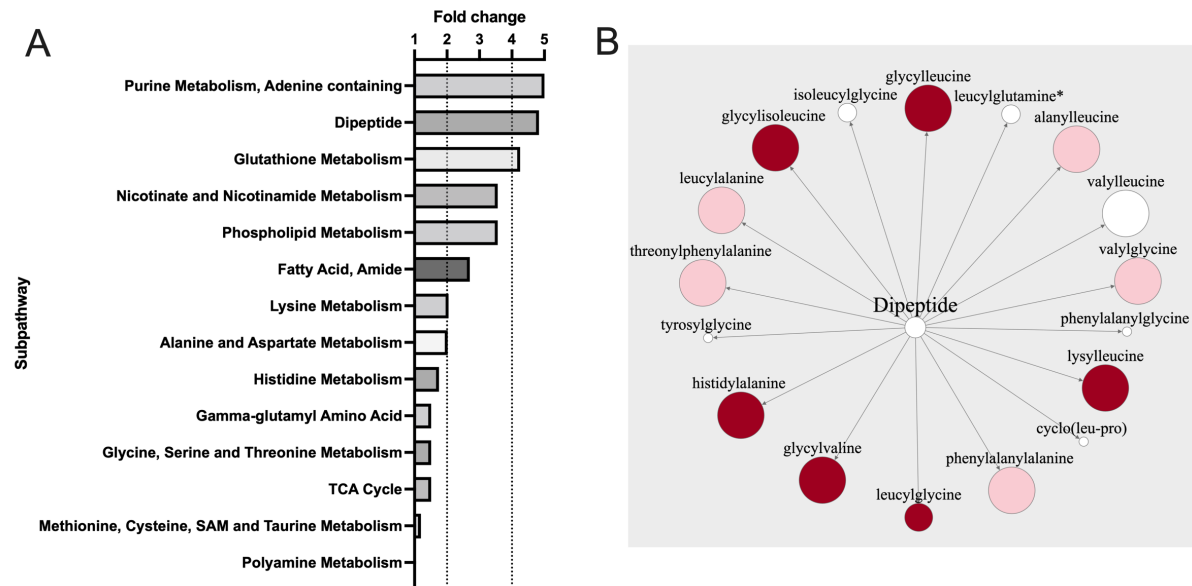 A
Fold change
1 2 3 4 5
Subpathway
Purine Metabolism, Adenine containing
Dipeptide
Glutathione Metabolism
Nicotinate and Nicotinamide Metabolism
Phospholipid Metabolism
Fatty Acid, Amide
Lysine Metabolism
Alanine and Aspartate Metabolism
Histidine Metabolism
Gamma-glutamyl Amino Acid
Glycine, Serine and Threonine Metabolism
TCA Cycle
Methionine, Cysteine, SAM and Taurine Metabolism
Polyamine Metabolism
B
glycylleucine
isoleucylglycine
leucylglutamine*
glycylisoleucine
alanylleucine
leucylalanine
valylleucine
threonylphenylalanine
valylglycine
Dipeptide
tyrosylglycine
phenylalanylglycine
lysylleucine
histidylalanine
cyclo(leu-pro)
glycylvaline
phenylalanylalanine
leucylglycine